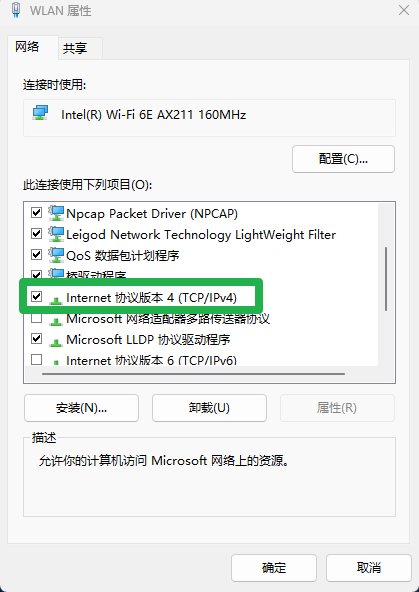 WLAN 属性
网络
共享
连接时使用:
Intel(R) Wi-Fi 6E AX211 160MHz
配置(C)...
此连接使用下列项目(O):
Npcap Packet Driver (NPCAP)
Leigod Network Technology LightWeight Filter
QoS 数据包计划程序
桥驱动程序
Internet 协议版本 4 (TCP/IPv4)
Microsoft 网络适配器多路传送器协议
Microsoft LLDP 协议驱动程序
Internet 协议版本 6 (TCP/IPv6)
安装(N)...
卸载(U)
属性(R)
描述
允许你的计算机访问 Microsoft 网络上的资源。
确定
取消